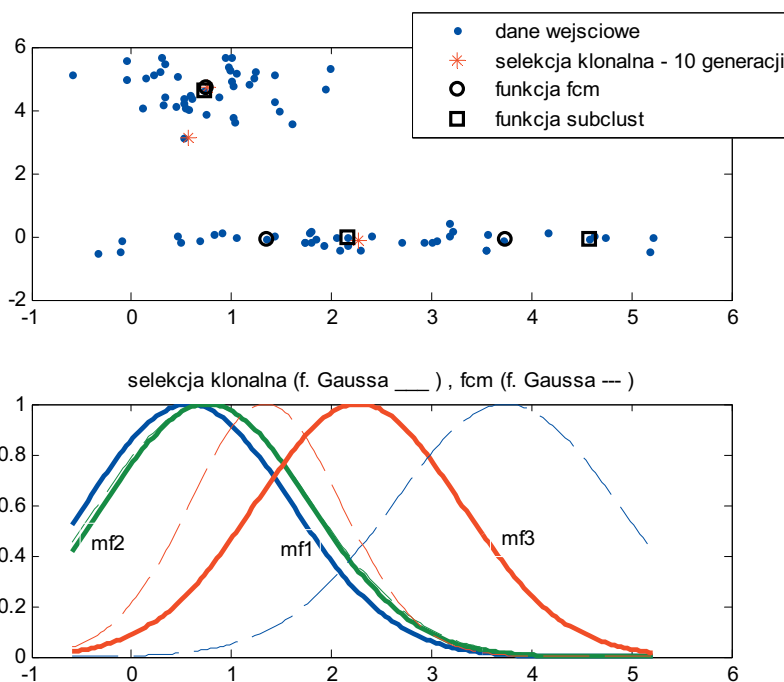 dane wejsciowe
selekcja klonalna - 10 generacji
funkcja fcm
funkcja subclust
6
4
2
0
-2
-1 0 1 2 3 4 5 6
selekcja klonalna (f. Gaussa ___ ) , fcm (f. Gaussa --- )
1
0.8
0.6
0.4
0.2
0
mf2 mf1 mf3
-1 0 1 2 3 4 5 6